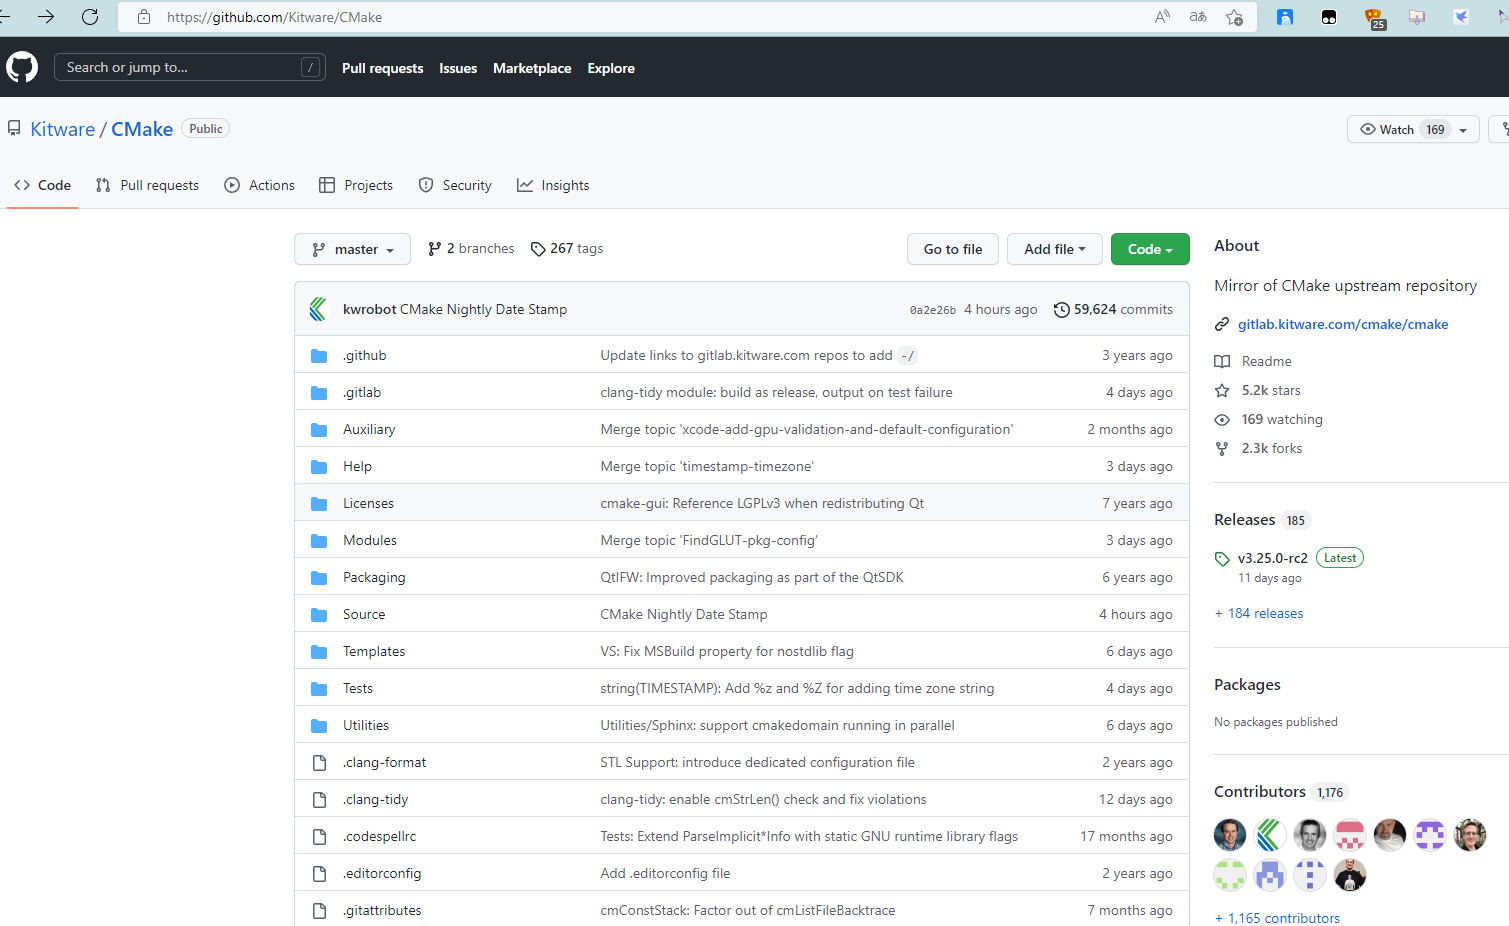 https://github.com/Kitware/CMake
25
Search or jump to... /
Pull requests Issues Marketplace Explore
Kitware / CMake Public
Watch 169
Code Pull requests Actions Projects Security Insights
master 2 branches 267 tags Go to file Add file Code
kwrobot CMake Nightly Date Stamp 0a2e26b 4 hours ago 59,624 commits
.github Update links to gitlab.kitware.com repos to add -/ 3 years ago
.gitlab clang-tidy module: build as release, output on test failure 4 days ago
Auxiliary Merge topic 'xcode-add-gpu-validation-and-default-configuration' 2 months ago
Help Merge topic 'timestamp-timezone' 3 days ago
Licenses cmake-gui: Reference LGPLv3 when redistributing Qt 7 years ago
Modules Merge topic 'FindGLUT-pkg-config' 3 days ago
Packaging QtIFW: Improved packaging as part of the QtSDK 6 years ago
Source CMake Nightly Date Stamp 4 hours ago
Templates VS: Fix MSBuild property for nostdlib flag 6 days ago
Tests string(TIMESTAMP): Add %z and %Z for adding time zone string 4 days ago
Utilities Utilities/Sphinx: support cmakedomain running in parallel 6 days ago
.clang-format STL Support: introduce dedicated configuration file 2 years ago
.clang-tidy clang-tidy: enable cmStrLen() check and fix violations 12 days ago
.codespellrc Tests: Extend ParseImplicit*Info with static GNU runtime library flags 17 months ago
.editorconfig Add .editorconfig file 2 years ago
.gitattributes cmConstStack: Factor out of cmListFileBacktrace 7 months ago
About
Mirror of CMake upstream repository
gitlab.kitware.com/cmake/cmake
Readme
5.2k stars
169 watching
2.3k forks
Releases 185
v3.25.0-rc2 Latest
11 days ago
+ 184 releases
Packages
No packages published
Contributors 1,176
+ 1,165 contributors